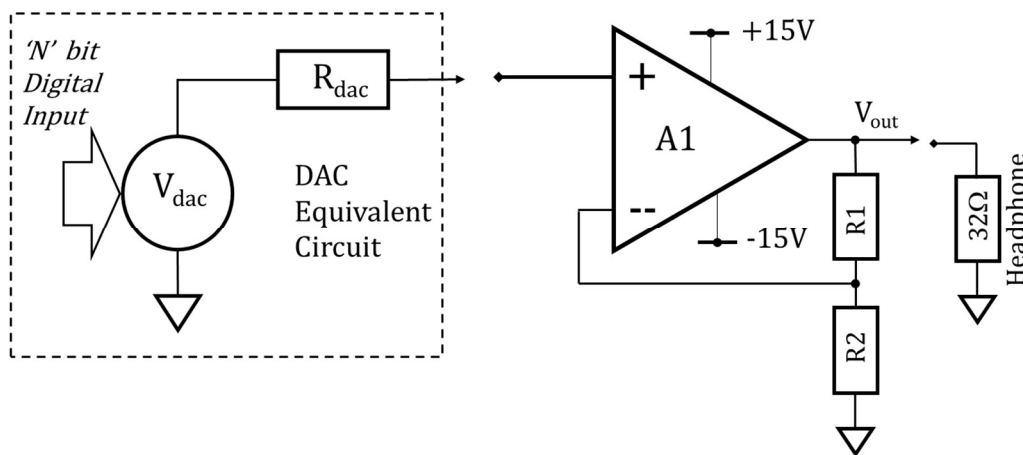 ‘N’ bit
Digital
Input
R_dac
V_dac
DAC
Equivalent
Circuit
+
--
A1
+15V
-15V
V_out
R1
R2
32Ω
Headphone